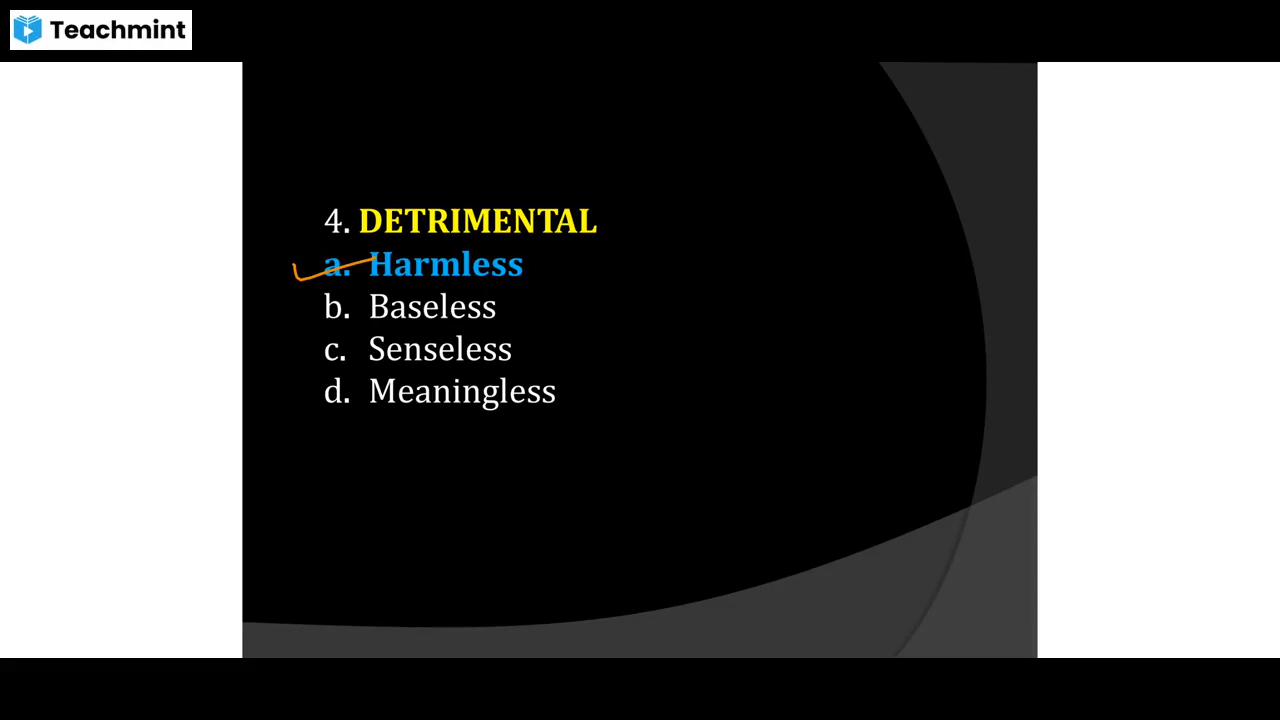 Teachmint
4. DETRIMENTAL
a. Harmless
b. Baseless
c. Senseless
d. Meaningless